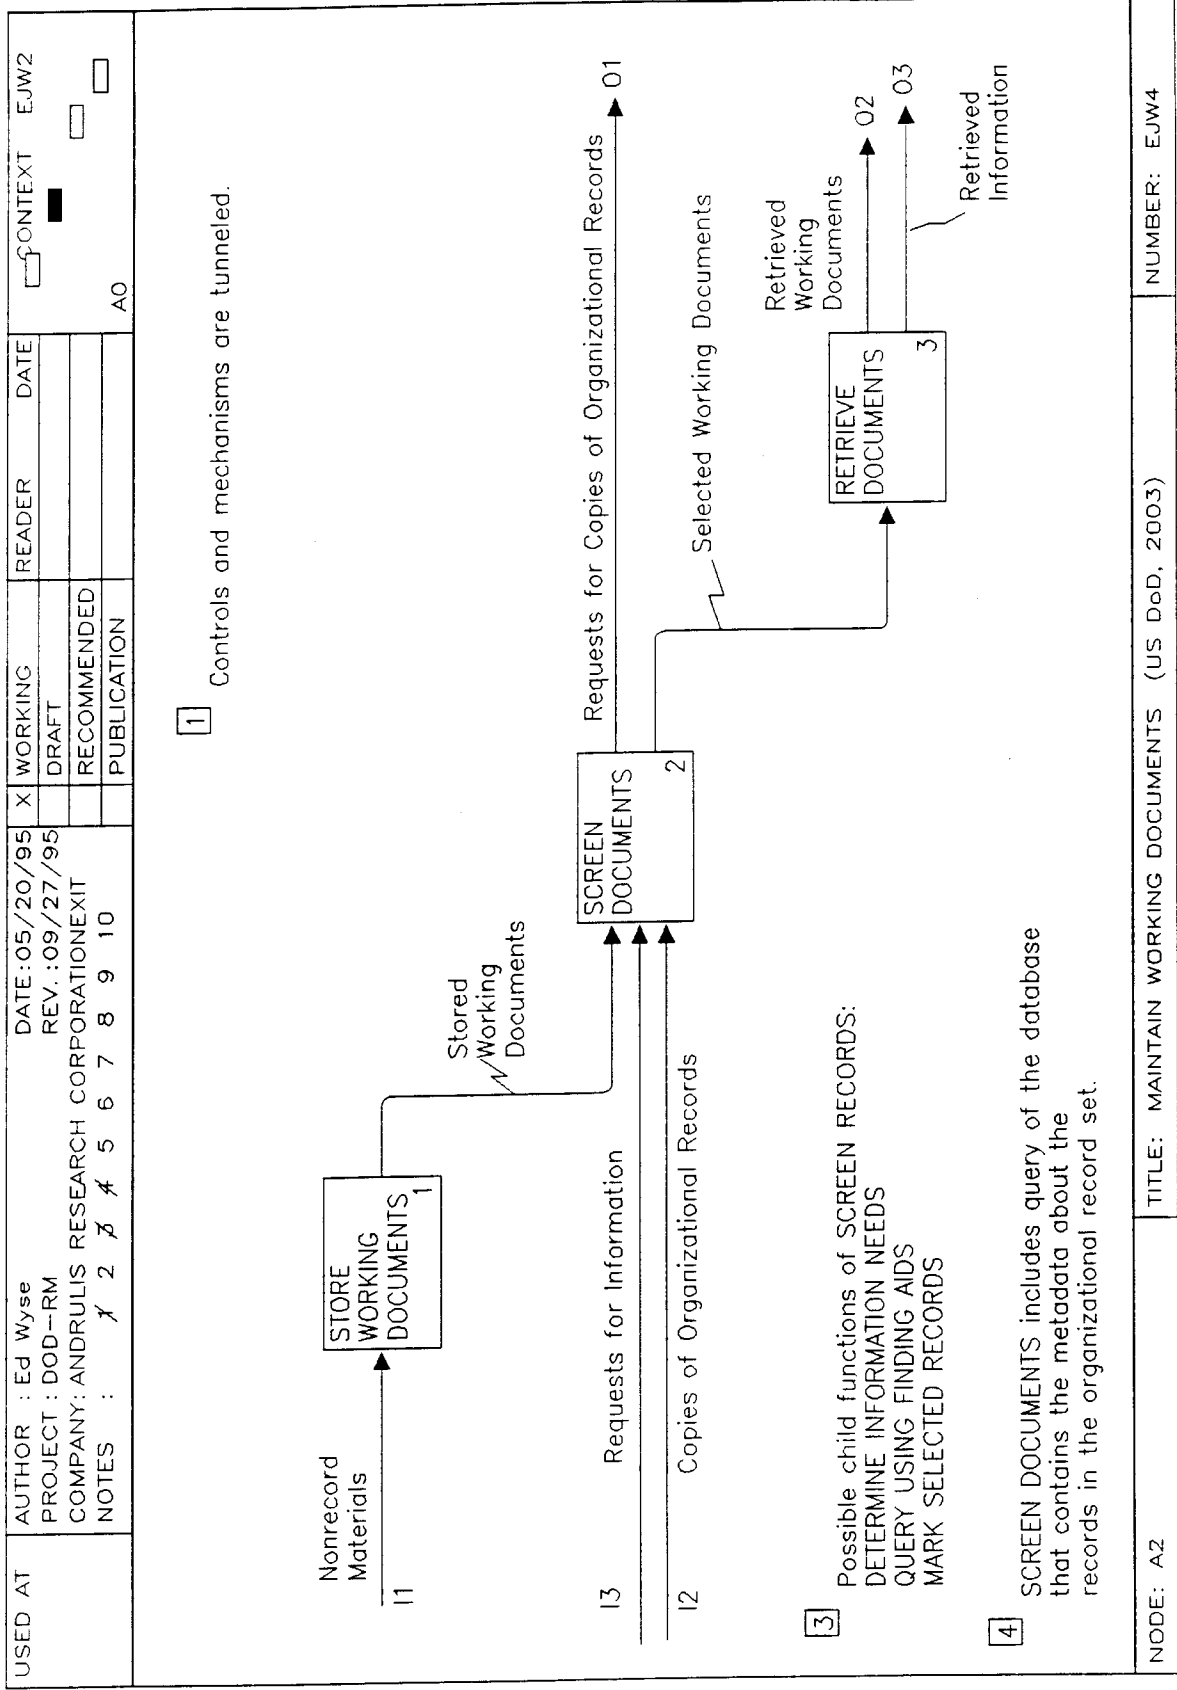 USED AT
AUTHOR : Ed Wyse
DATE:05/20/95
X
WORKING
READER
DATE
CONTEXT
EJW2
PROJECT : DOD-RM
REV. :09/27/95
DRAFT
COMPANY: ANDRULIS RESEARCH CORPORATIONEXIT
RECOMMENDED
NOTES : 1 2 3 4 5 6 7 8 9 10
PUBLICATION
A0
1
Controls and mechanisms are tunneled.
Nonrecord
Materials
I1
STORE
WORKING
DOCUMENTS
1
Stored
Working
Documents
I3
Requests for Information
I2
Copies of Organizational Records
SCREEN
DOCUMENTS
2
Requests for Copies of Organizational Records
O1
Selected Working Documents
RETRIEVE
DOCUMENTS
3
Retrieved
Working
Documents
O2
O3
Retrieved
Information
3
Possible child functions of SCREEN RECORDS:
DETERMINE INFORMATION NEEDS
QUERY USING FINDING AIDS
MARK SELECTED RECORDS
4
SCREEN DOCUMENTS includes query of the database
that contains the metadata about the
records in the organizational record set.
NODE: A2
TITLE: MAINTAIN WORKING DOCUMENTS (US DoD, 2003)
NUMBER: EJW4